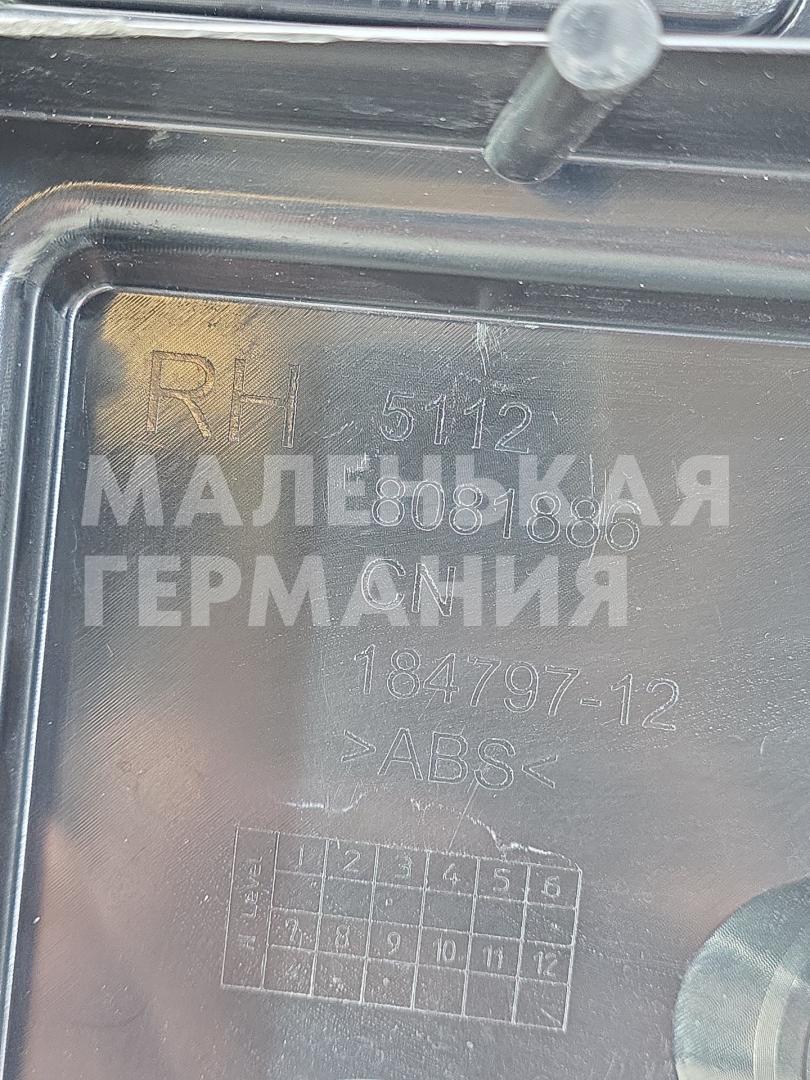 RH 5112
8081886
CN
184797-12
>ABS<
МАЛЕНЬКАЯ
ГЕРМАНИЯ
1 2 3 4 5 6
7 8 9 10 11 12
Level